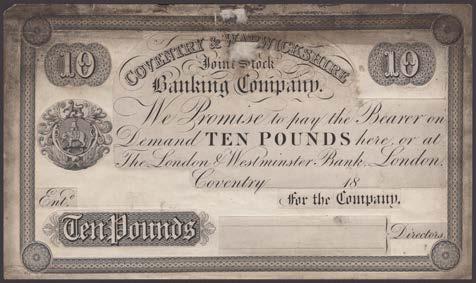 COVENTRY & WARWICKSHIRE
10 Joint Stock 10
Banking Company.
We Promise to pay the Bearer on
Demand TEN POUNDS here, or at
The London & Westminster Bank, London.
Coventry 18
Entd. For the Company.
Ten Pounds Directors.